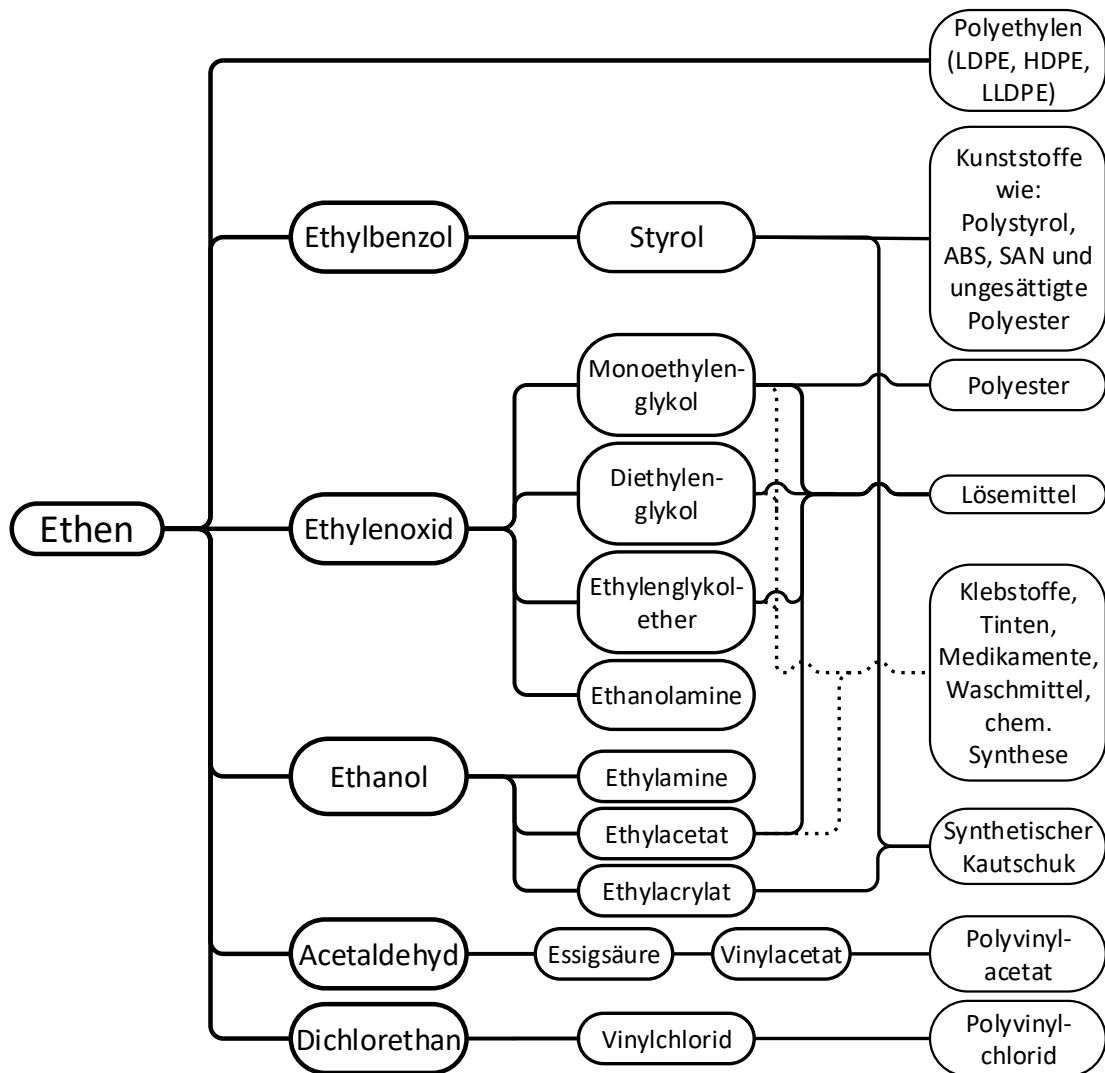 Polyethylen
(LDPE, HDPE,
LLDPE)
Kunststoffe
wie:
Polystyrol,
ABS, SAN und
ungesättigte
Polyester
Ethylbenzol
Styrol
Monoethylen-
glykol
Polyester
Diethylen-
glykol
Lösemittel
Ethen
Ethylenoxid
Ethylenglykol-
ether
Klebstoffe,
Tinten,
Medikamente,
Waschmittel,
chem.
Synthese
Ethanolamine
Ethanol
Ethylamine
Ethylacetat
Synthetischer
Kautschuk
Ethylacrylat
Acetaldehyd
Essigsäure
Vinylacetat
Polyvinyl-
acetat
Dichlorethan
Vinylchlorid
Polyvinyl-
chlorid